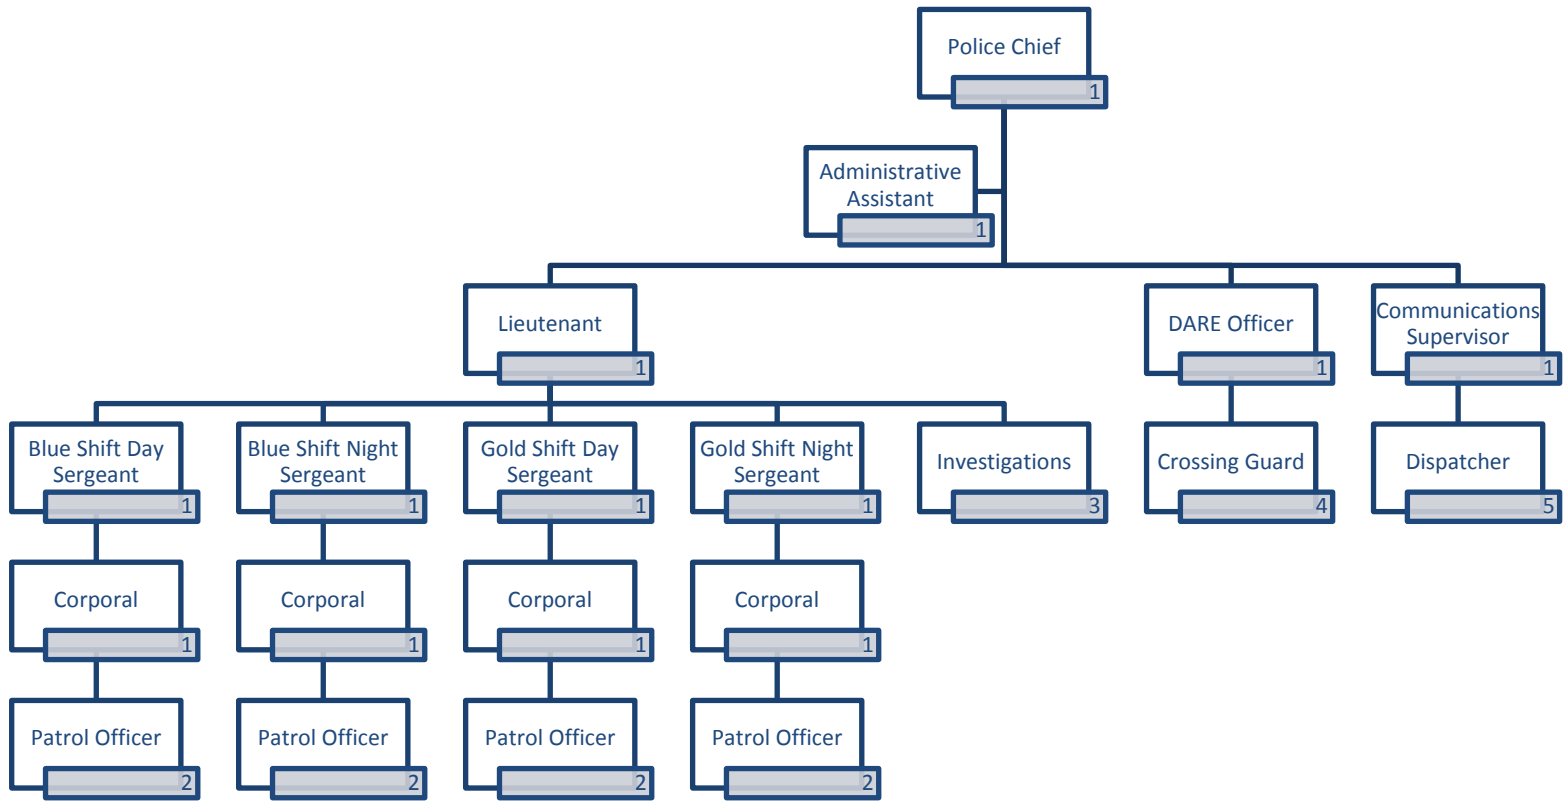 Police Chief
1
Administrative
Assistant
1
Lieutenant
1
DARE Officer
1
Communications
Supervisor
1
Blue Shift Day
Sergeant
1
Blue Shift Night
Sergeant
1
Gold Shift Day
Sergeant
1
Gold Shift Night
Sergeant
1
Investigations
3
Crossing Guard
4
Dispatcher
5
Corporal
1
Corporal
1
Corporal
1
Corporal
1
Patrol Officer
2
Patrol Officer
2
Patrol Officer
2
Patrol Officer
2